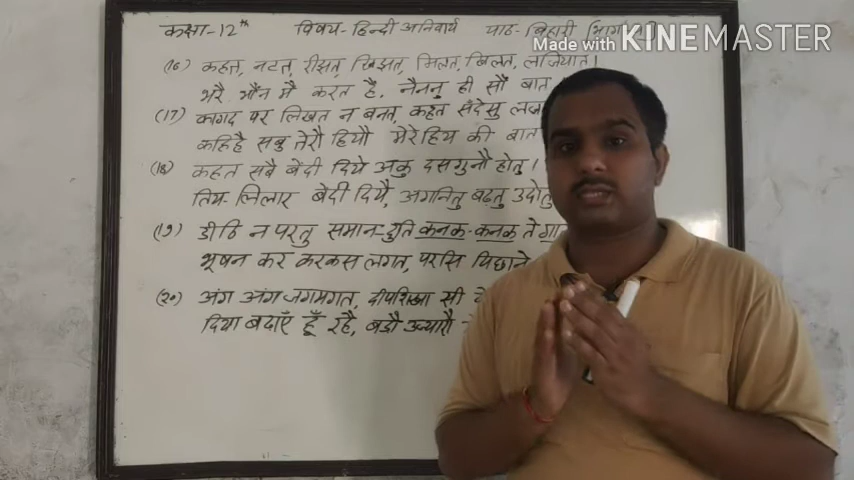 कक्षा-12th विषय-हिन्दी अनिवार्य पाठ-बिहारी (भाग
Made with KINEMASTER
(16) कहत, नटत, रीझत, खिझत, मिलत, खिलत, लजियात।
भरै भौन मै करत है, नैननु ही सौ बात
(17) कागद पर लिखत न बनत, कहत सँदेसु लजा
कहिहै सबु तेरौ हियौ मेरे हिय की बात
(18) कहत सबै बेंदी दिये आंकु दसगुनौ होतु।
तिय लिलार बेंदी दियै, अगनितु बढतु उदोतु
(19) डीठि न परतु समान-दुति कनक-कनक ते गा
भूषन कर करकस लगत, परसि पिछाने
(20) अंग अंग जगमगत, दीपशिखा सी
दिया बढाएँ हूँ रहै, बडौ उज्यारौ